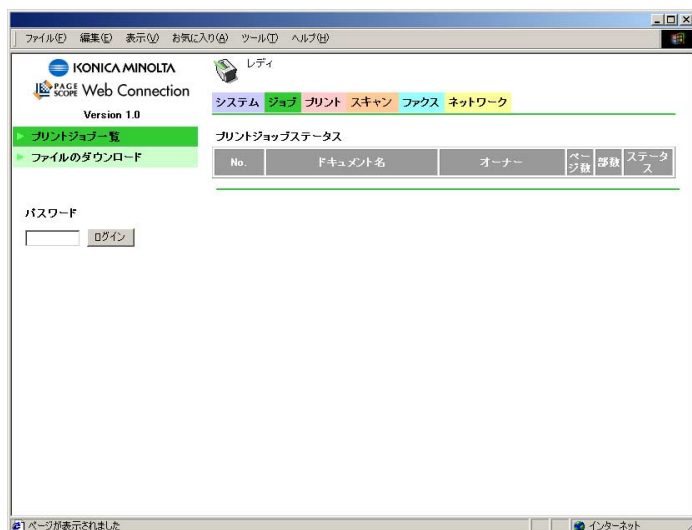 ファイル(F) 編集(E) 表示(V) お気に入り(A) ツール(T) ヘルプ(H)
KONICA MINOLTA
PAGE SCOPE Web Connection
Version 1.0
プリントジョブ一覧
ファイルのダウンロード
パスワード
ログイン
レディ
システム ジョブ プリント スキャン ファクス ネットワーク
プリントジョッブステータス
No. ドキュメント名 オーナー ページ数 部数 ステータス
ページが表示されました インターネット